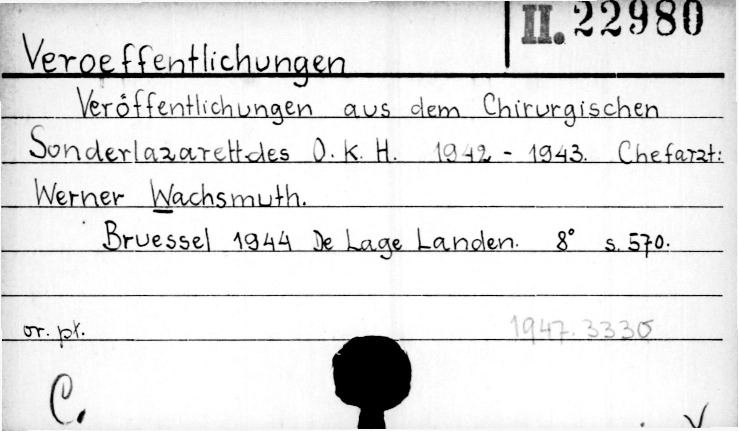 II. 22980
Veroeffentlichungen
Veröffentlichungen aus dem Chirurgischen
Sonderlazarett des O.K.H. 1942 - 1943. Chefarzt:
Werner Wachsmuth.
Bruessel 1944 De Lage Landen. 8° s. 570.
or. pt. 1947.3330
C.